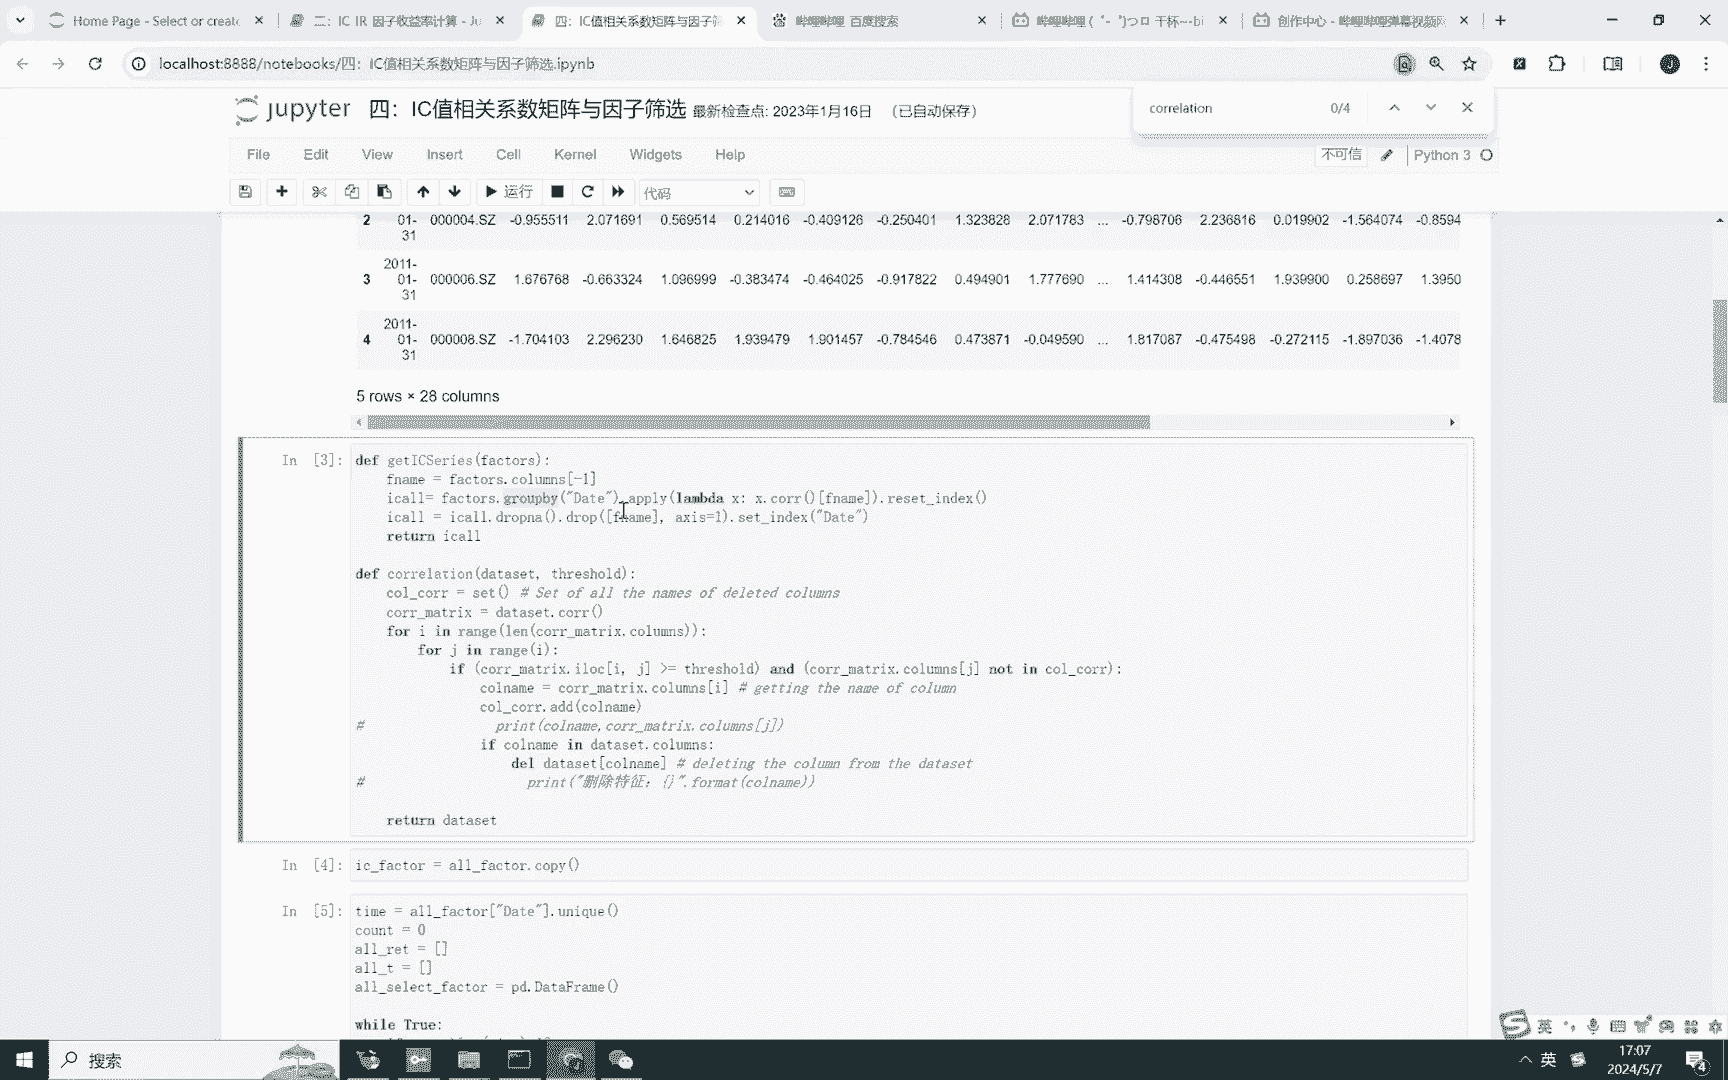 Home Page - Select or create
二：IC IR 因子收益率计算 - Ju
四：IC值相关系数矩阵与因子筛
哔哩哔哩_百度搜索
哔哩哔哩 (゜-゜)つロ 干杯~-bi
创作中心 - 哔哩哔哩弹幕视频网
localhost:8888/notebooks/四：IC值相关系数矩阵与因子筛选.ipynb
jupyter 四：IC值相关系数矩阵与因子筛选 最新检查点: 2023年1月16日 （已自动保存）
correlation 0/4
File Edit View Insert Cell Kernel Widgets Help
不可信 Python 3
运行 代码
2 01-31 000004.SZ -0.955511 2.071691 0.569514 0.214016 -0.409126 -0.250401 1.323828 2.071783 ... -0.798706 2.236816 0.019902 -1.564074 -0.8594
3 2011-01-31 000006.SZ 1.676768 -0.663324 1.096999 -0.383474 -0.464025 -0.917822 0.494901 1.777690 ... 1.414308 -0.446551 1.939900 0.258697 1.3950
4 2011-01-31 000008.SZ -1.704103 2.296230 1.646825 1.939479 1.901457 -0.784546 0.473871 -0.049590 ... 1.817087 -0.475498 -0.272115 -1.897036 -1.4078
5 rows × 28 columns
In [3]: def getICSeries(factors):
    fname = factors.columns[-1]
    icall= factors.groupby("Date").apply(lambda x: x.corr()[fname]).reset_index()
    icall = icall.dropna().drop([fname], axis=1).set_index("Date")
    return icall
def correlation(dataset, threshold):
    col_corr = set() # Set of all the names of deleted columns
    corr_matrix = dataset.corr()
    for i in range(len(corr_matrix.columns)):
        for j in range(i):
            if (corr_matrix.iloc[i, j] >= threshold) and (corr_matrix.columns[j] not in col_corr):
                colname = corr_matrix.columns[i] # getting the name of column
                col_corr.add(colname)
#                 print(colname,corr_matrix.columns[j])
                if colname in dataset.columns:
                    del dataset[colname] # deleting the column from the dataset
#                     print("删除特征：{}".format(colname))
    return dataset
In [4]: ic_factor = all_factor.copy()
In [5]: time = all_factor["Date"].unique()
count = 0
all_ret = []
all_t = []
all_select_factor = pd.DataFrame()
while True:
英
搜索
英
17:07
2024/5/7
4